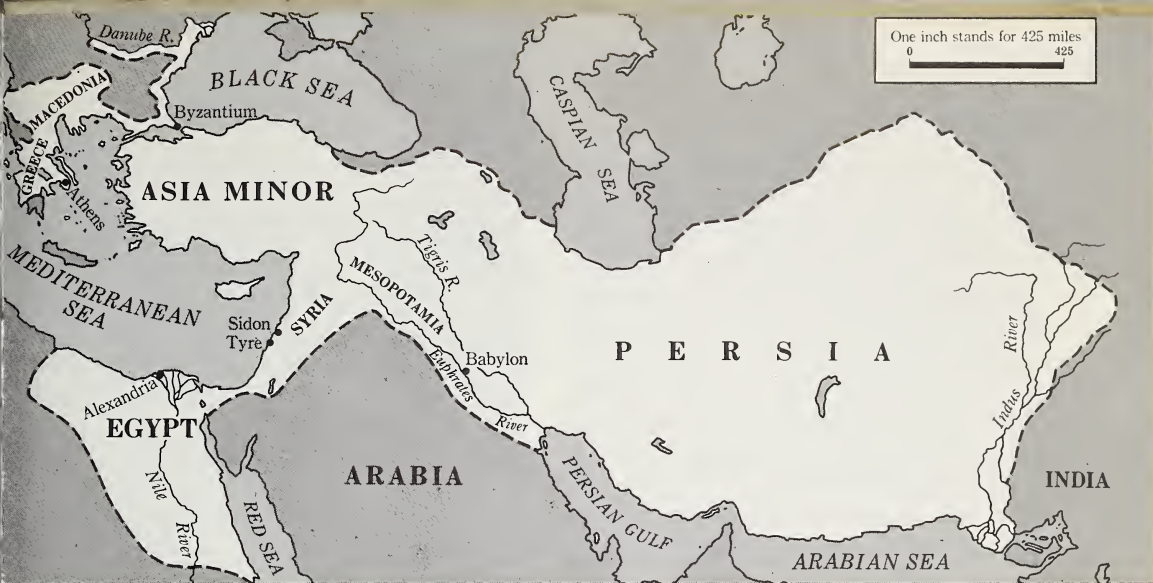 One inch stands for 425 miles
0 425
Danube R.
BLACK SEA
CASPIAN SEA
MACEDONIA
Byzantium
GREECE
Athens
ASIA MINOR
Tigris R.
MESOPOTAMIA
MEDITERRANEAN
SEA
SYRIA
Sidon
Tyre
Babylon
PERSIA
River
Indus
Euphrates
River
Alexandria
EGYPT
Nile
River
RED SEA
ARABIA
PERSIAN GULF
ARABIAN SEA
INDIA